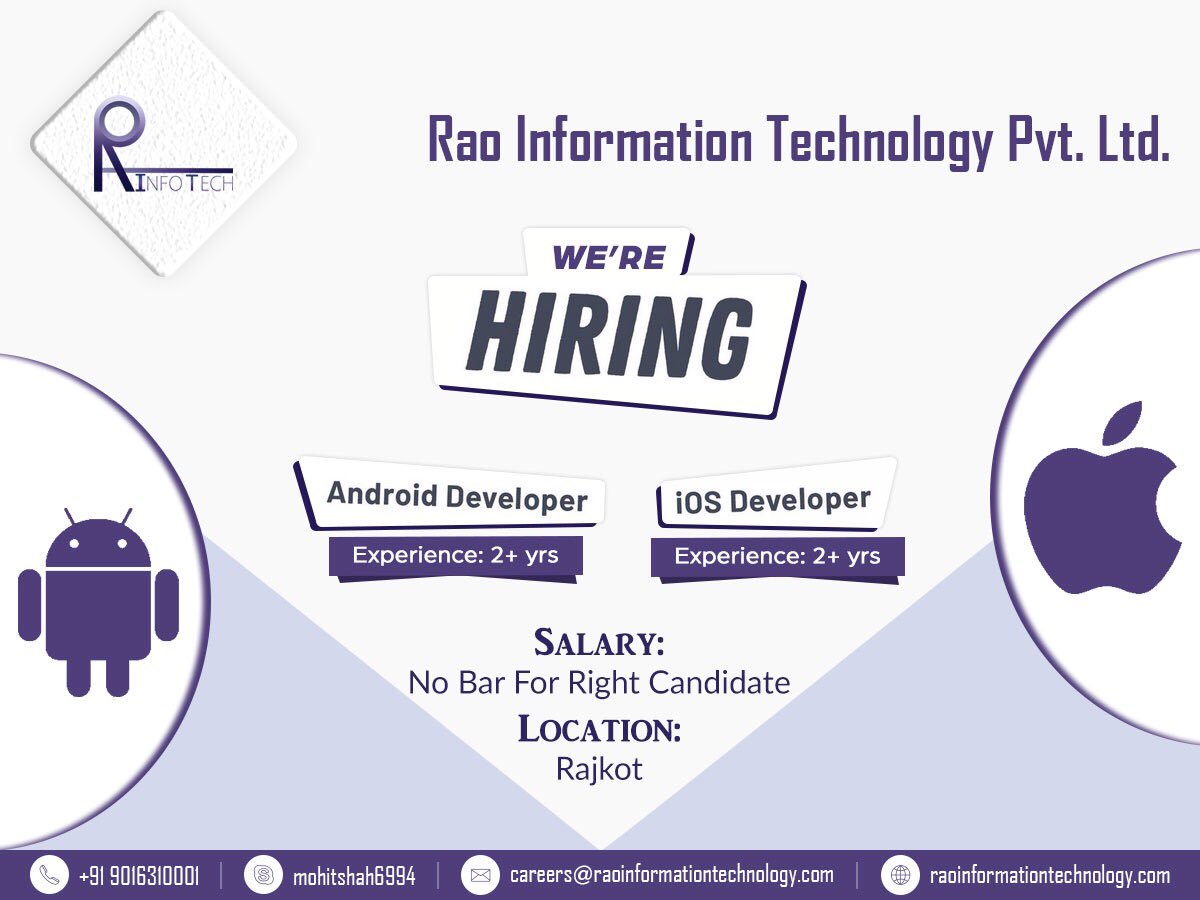 RINFOTECH
Rao Information Technology Pvt. Ltd.
WE'RE
HIRING
Android Developer
Experience: 2+ yrs
iOS Developer
Experience: 2+ yrs
SALARY:
No Bar For Right Candidate
LOCATION:
Rajkot
+91 9016310001
mohitshah6994
careers@raoinformationtechnology.com
raoinformationtechnology.com